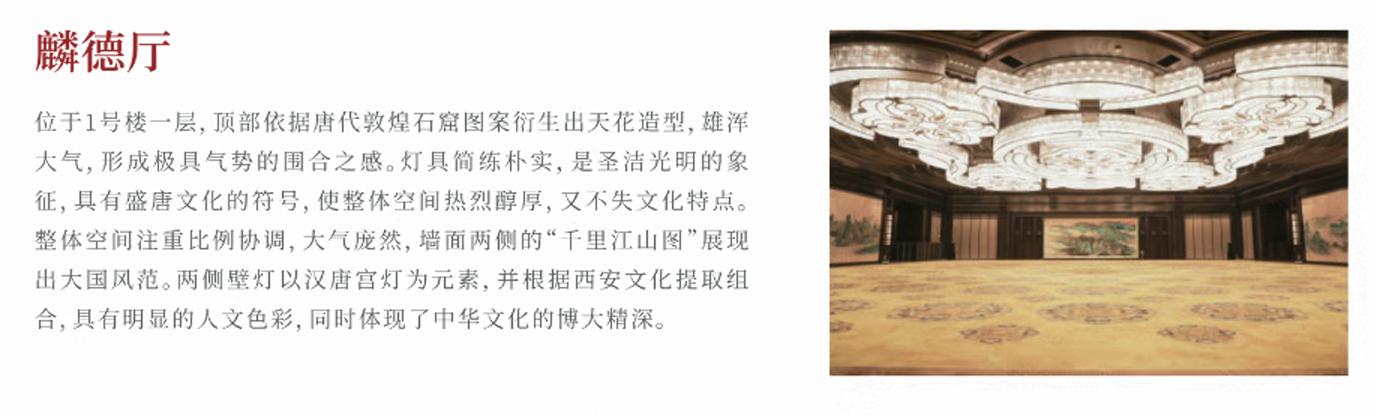 麟德厅
位于1号楼一层，顶部依据唐代敦煌石窟图案衍生出天花造型，雄浑
大气，形成极具气势的围合之感。灯具简练朴实，是圣洁光明的象
征，具有盛唐文化的符号，使整体空间热烈醇厚，又不失文化特点。
整体空间注重比例协调，大气庞然，墙面两侧的“千里江山图”展现
出大国风范。两侧壁灯以汉唐宫灯为元素，并根据西安文化提取组
合，具有明显的人文色彩，同时体现了中华文化的博大精深。